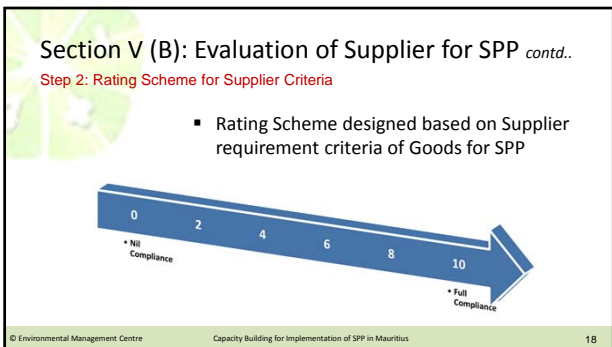 Section V (B): Evaluation of Supplier for SPP contd..
Step 2: Rating Scheme for Supplier Criteria
▪ Rating Scheme designed based on Supplier
requirement criteria of Goods for SPP
0 2 4 6 8 10
• Nil
Compliance
• Full
Compliance
© Environmental Management Centre Capacity Building for Implementation of SPP in Mauritius 18